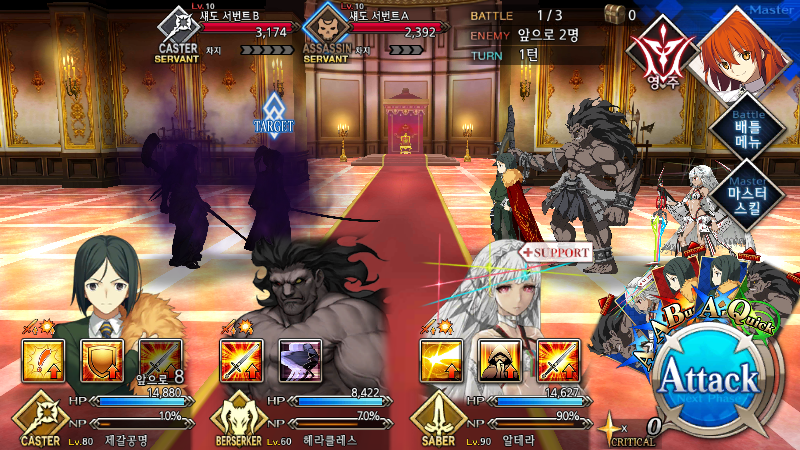 Lv.10
섀도 서번트B
3,174
CASTER
차지
SERVANT
Lv.10
섀도 서번트A
2,392
ASSASSIN
차지
SERVANT
BATTLE 1/3
0
ENEMY 앞으로 2명
TURN 1턴
Master
영주
Battle
배틀
메뉴
Master
마스터
스킬
TARGET
+SUPPORT
앞으로 8
HP 14,880
NP 10%
CASTER Lv.80 제갈공명
HP 8,422
NP 70%
BERSERKER Lv.60 헤라클레스
HP 14,627
NP 90%
SABER Lv.90 알테라
Quick
Attack
Next Phase
x 0
CRITICAL